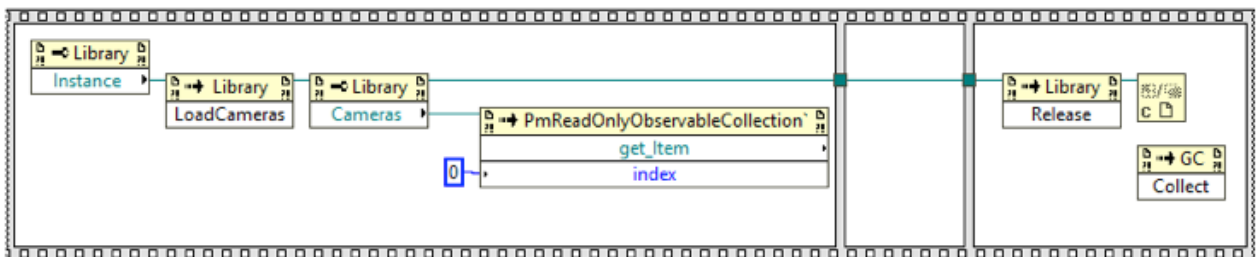 Library
Instance
Library
LoadCameras
Library
Cameras
PmReadOnlyObservableCollection`
get_Item
0
index
Library
Release
C
GC
Collect